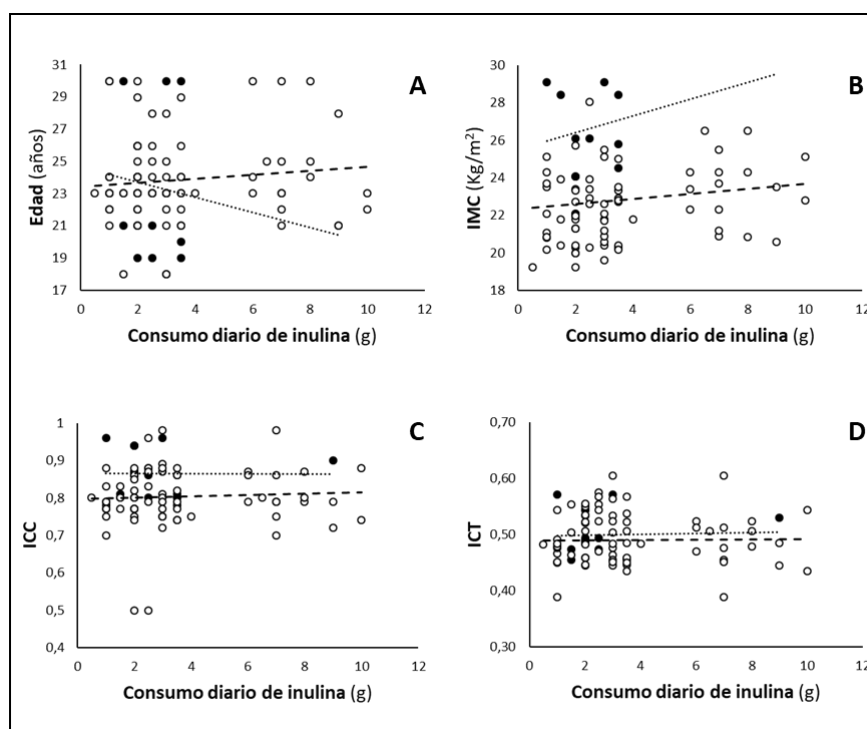 A
Edad (años)
31
29
27
25
23
21
19
17
0 2 4 6 8 10 12
Consumo diario de inulina (g)
B
IMC (Kg/m²)
30
28
26
24
22
20
18
0 2 4 6 8 10 12
Consumo diario de inulina (g)
C
ICC
1
0,9
0,8
0,7
0,6
0,5
0,4
0 2 4 6 8 10 12
Consumo diario de inulina (g)
D
ICT
0,70
0,60
0,50
0,40
0,30
0 2 4 6 8 10 12
Consumo diario de inulina (g)